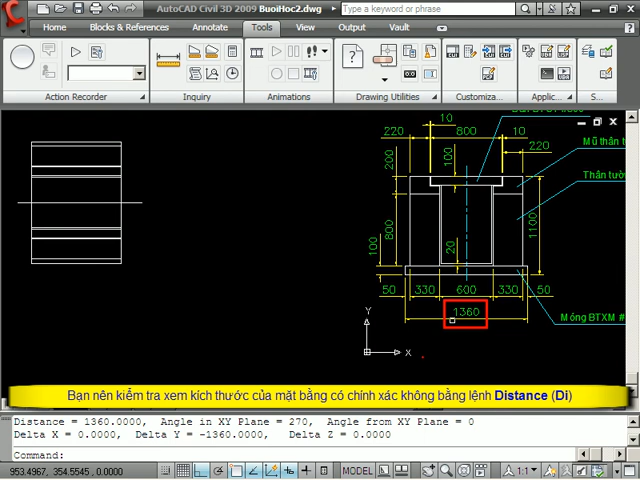 AutoCAD Civil 3D 2009 BuoiHoc2.dwg
Type a keyword or phrase
Home
Blocks & References
Annotate
Tools
View
Output
Vault
Action Recorder
Inquiry
Animations
Drawing Utilities
Customiza...
Applic...
S...
10
220
800
10
220
Mũ thân t
200
100
Thân tườ
800
1100
100
20
50
330
600
330
50
1360
Móng BTXM #
Y
X
Bạn nên kiểm tra xem kích thước của mặt bằng có chính xác không bằng lệnh Distance (Di)
Distance = 1360.0000, Angle in XY Plane = 270, Angle from XY Plane = 0
Delta X = 0.0000, Delta Y = -1360.0000, Delta Z = 0.0000
Command:
953.4967, 354.5545 , 0.0000
MODEL
1:1